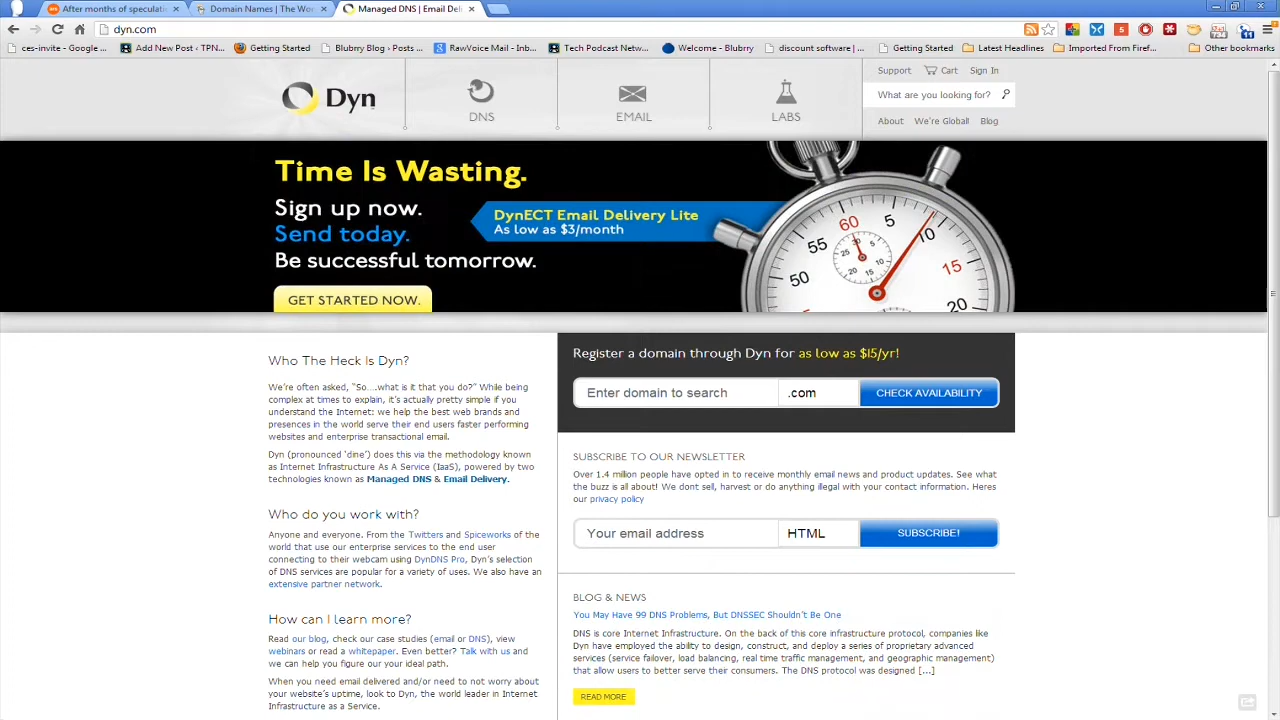 After months of speculati
Domain Names | The Wo
Managed DNS | Email Del
dyn.com
ces-invite - Google ...
Add New Post ‹ TPN...
Getting Started
Blubrry Blog › Posts ...
RawVoice Mail - Inb...
Tech Podcast Netw...
Welcome - Blubrry
discount software | ...
Getting Started
Latest Headlines
Imported From Firef...
Other bookmarks
Dyn
DNS
EMAIL
LABS
Support
Cart
Sign In
What are you looking for?
About
We're Global!
Blog
Time Is Wasting.
Sign up now.
Send today.
Be successful tomorrow.
GET STARTED NOW.
DynECT Email Delivery Lite
As low as $3/month
60
5
10
15
20
50
55
Who The Heck Is Dyn?
We're often asked, "So....what is it that you do?" While being
complex at times to explain, it's actually pretty simple if you
understand the Internet: we help the best web brands and
presences in the world serve their end users faster performing
websites and enterprise transactional email.
Dyn (pronounced 'dine') does this via the methodology known
as Internet Infrastructure As A Service (IaaS), powered by two
technologies known as Managed DNS & Email Delivery.
Who do you work with?
Anyone and everyone. From the Twitters and Spiceworks of the
world that use our enterprise services to the end user
connecting to their webcam using DynDNS Pro, Dyn's selection
of DNS services are popular for a variety of uses. We also have an
extensive partner network.
How can I learn more?
Read our blog, check our case studies (email or DNS), view
webinars or read a whitepaper. Even better? Talk with us and
we can help you figure our your ideal path.
When you need email delivered and/or need to not worry about
your website's uptime, look to Dyn, the world leader in Internet
Infrastructure as a Service.
Register a domain through Dyn for as low as $15/yr!
Enter domain to search
.com
CHECK AVAILABILITY
SUBSCRIBE TO OUR NEWSLETTER
Over 1.4 million people have opted in to receive monthly email news and product updates. See what
the buzz is all about! We dont sell, harvest or do anything illegal with your contact information. Heres
our privacy policy
Your email address
HTML
SUBSCRIBE!
BLOG & NEWS
You May Have 99 DNS Problems, But DNSSEC Shouldn't Be One
DNS is core Internet Infrastructure. On the back of this core infrastructure protocol, companies like
Dyn have employed the ability to design, construct, and deploy a series of proprietary advanced
services (service failover, load balancing, real time traffic management, and geographic management)
that allow users to better serve their consumers. The DNS protocol was designed [...]
READ MORE